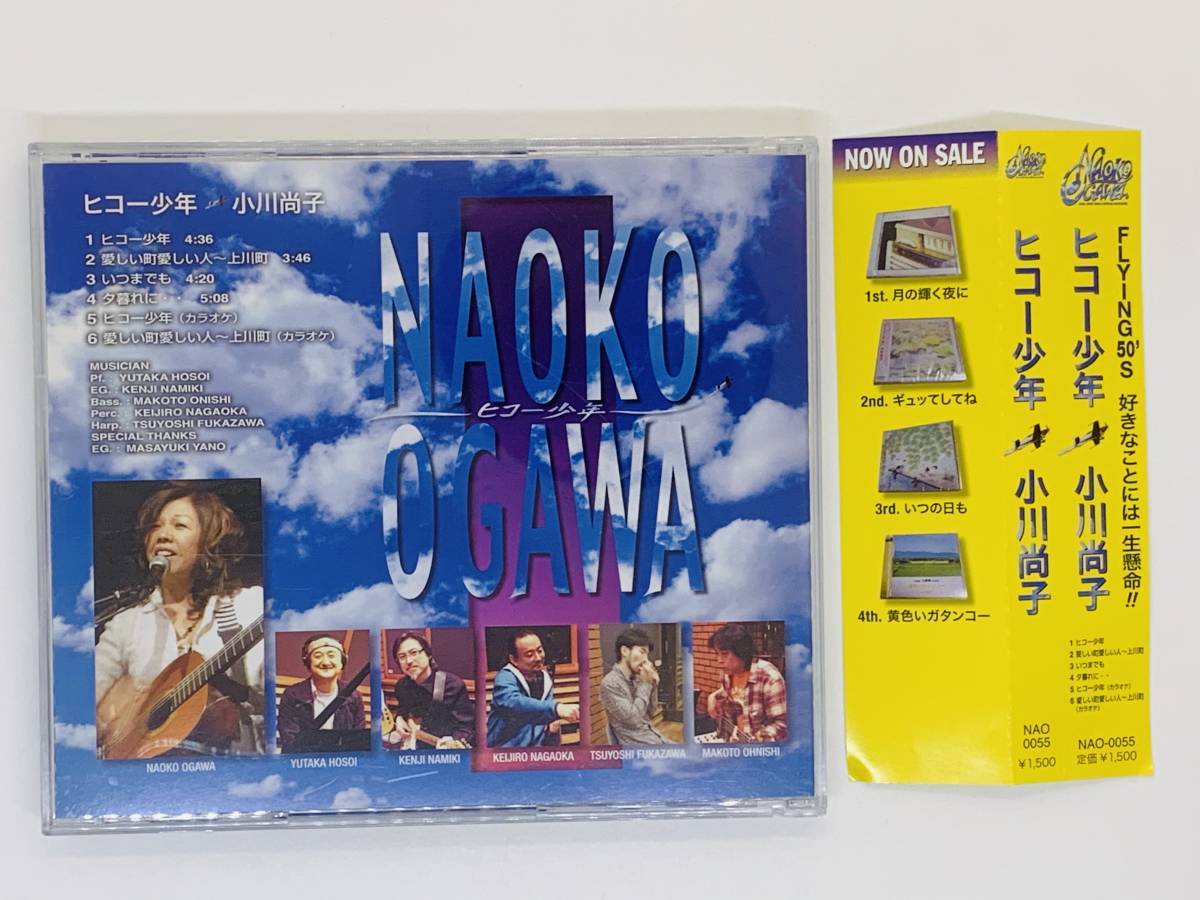 ヒコー少年 小川尚子
1 ヒコー少年 4:36
2 愛しい町愛しい人～上川町 3:46
3 いつまでも 4:20
4 夕暮れに・・ 5:08
5 ヒコー少年（カラオケ）
6 愛しい町愛しい人～上川町（カラオケ）
MUSICIAN
Pf. : YUTAKA HOSOI
EG. : KENJI NAMIKI
Bass. : MAKOTO ONISHI
Perc. : KEIJIRO NAGAOKA
Harp. : TSUYOSHI FUKAZAWA
SPECIAL THANKS
EG. : MASAYUKI YANO
NAOKO
ヒコー少年
OGAWA
NAOKO OGAWA
YUTAKA HOSOI
KENJI NAMIKI
KEIJIRO NAGAOKA
TSUYOSHI FUKAZAWA
MAKOTO OHNISHI
NOW ON SALE
1st. 月の輝く夜に
2nd. ギュッてしてね
3rd. いつの日も
4th. 黄色いガタンコー
NAOKO OGAWA
ヒコー少年 小川尚子
NAO
0055
¥1,500
NAOKO OGAWA
FLYING 50'S 好きなことには一生懸命!!
ヒコー少年 小川尚子
1 ヒコー少年
2 愛しい町愛しい人～上川町
3 いつまでも
4 夕暮れに・・
5 ヒコー少年（カラオケ）
6 愛しい町愛しい人～上川町
（カラオケ）
NAO-0055
定価 ¥1,500